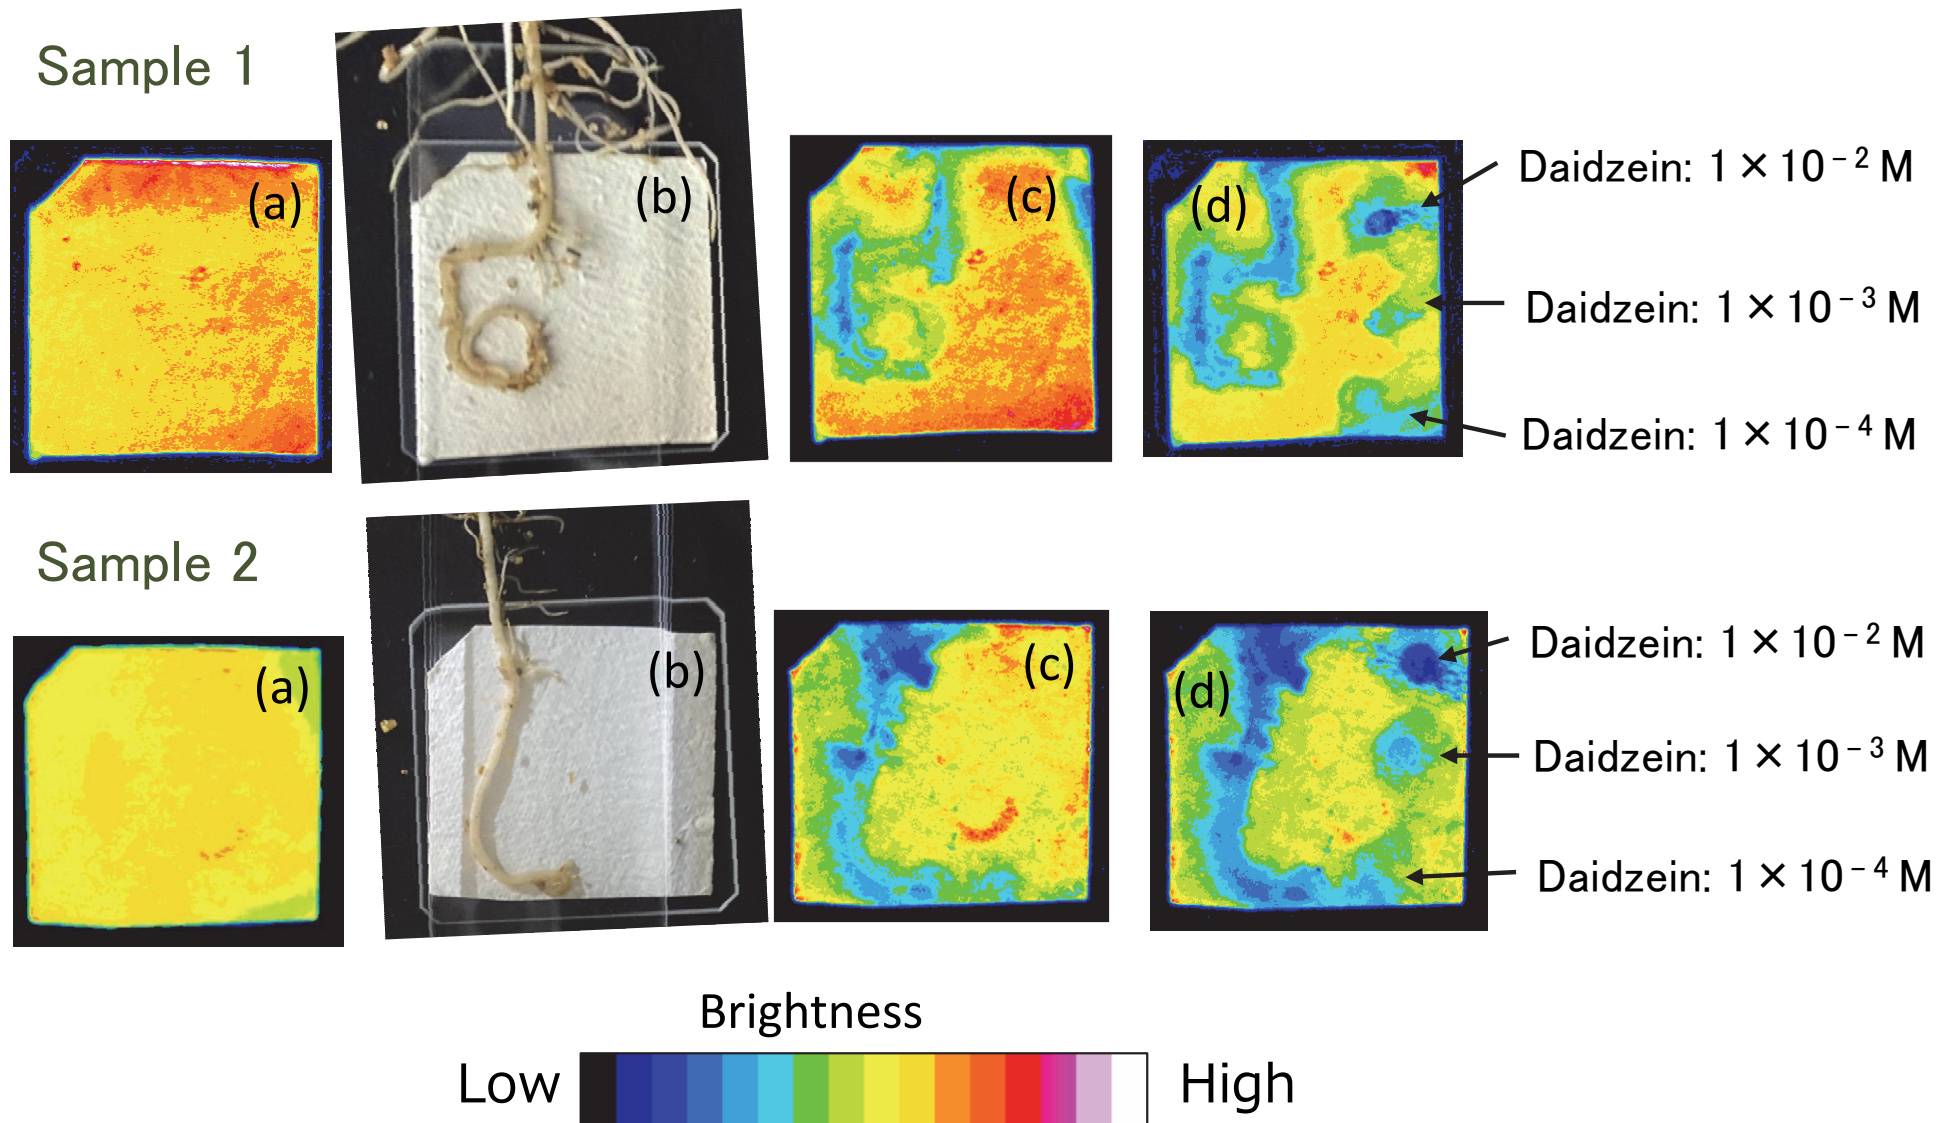 Sample 1
(a)
(b)
(c)
(d)
Daidzein: 1×10⁻² M
Daidzein: 1×10⁻³ M
Daidzein: 1×10⁻⁴ M
Sample 2
(a)
(b)
(c)
(d)
Daidzein: 1×10⁻² M
Daidzein: 1×10⁻³ M
Daidzein: 1×10⁻⁴ M
Brightness
Low High